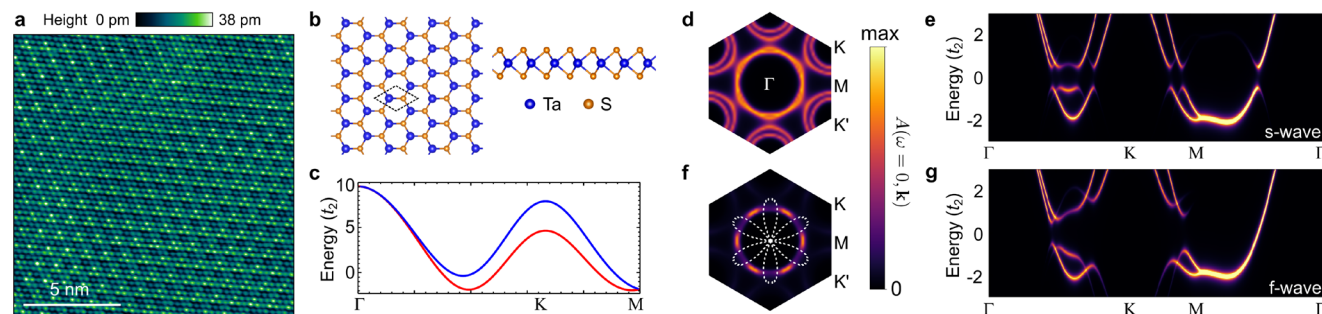 a
Height 0 pm 38 pm
5 nm
b
Ta S
c
Energy (t₂)
10
5
0
Γ K M
d
K
M
K'
Γ
max
A(ω = 0, k)
0
f
K
M
K'
e
Energy (t₂)
2
0
-2
s-wave
Γ K M Γ
g
Energy (t₂)
2
0
-2
f-wave
Γ K M Γ